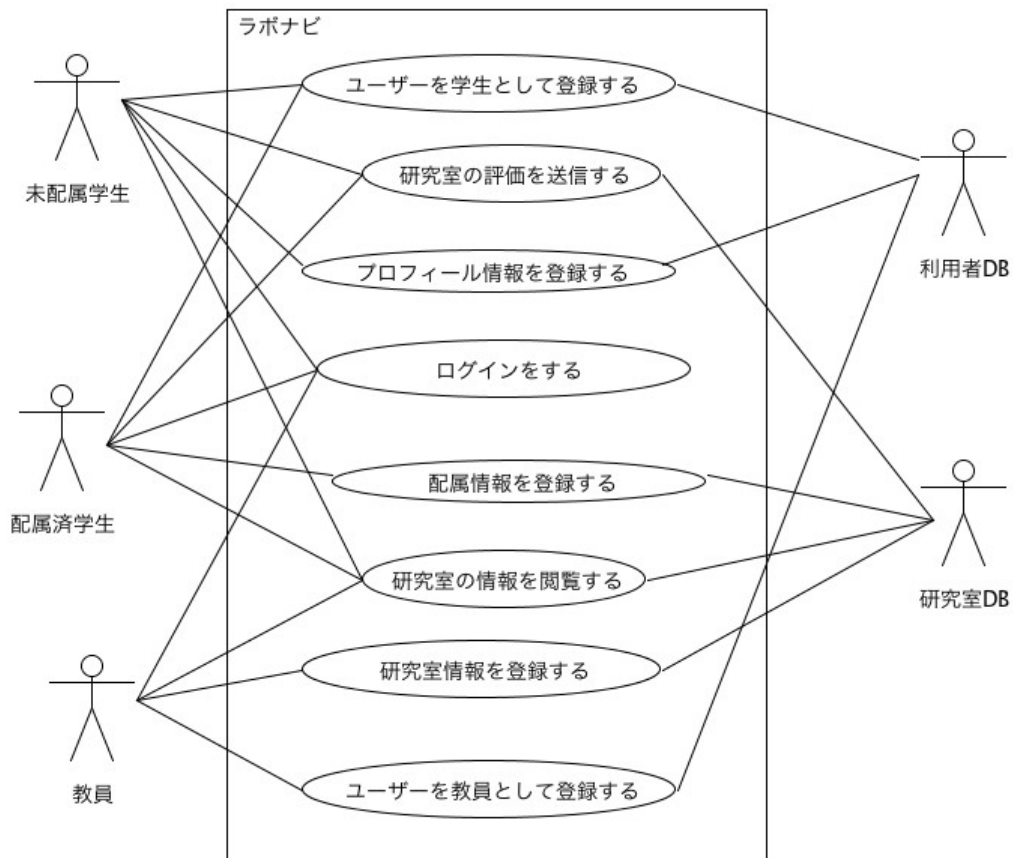 ラボナビ
ユーザーを学生として登録する
未配属学生
研究室の評価を送信する
プロフィール情報を登録する
利用者DB
ログインをする
配属情報を登録する
配属済学生
研究室の情報を閲覧する
研究室DB
研究室情報を登録する
教員
ユーザーを教員として登録する